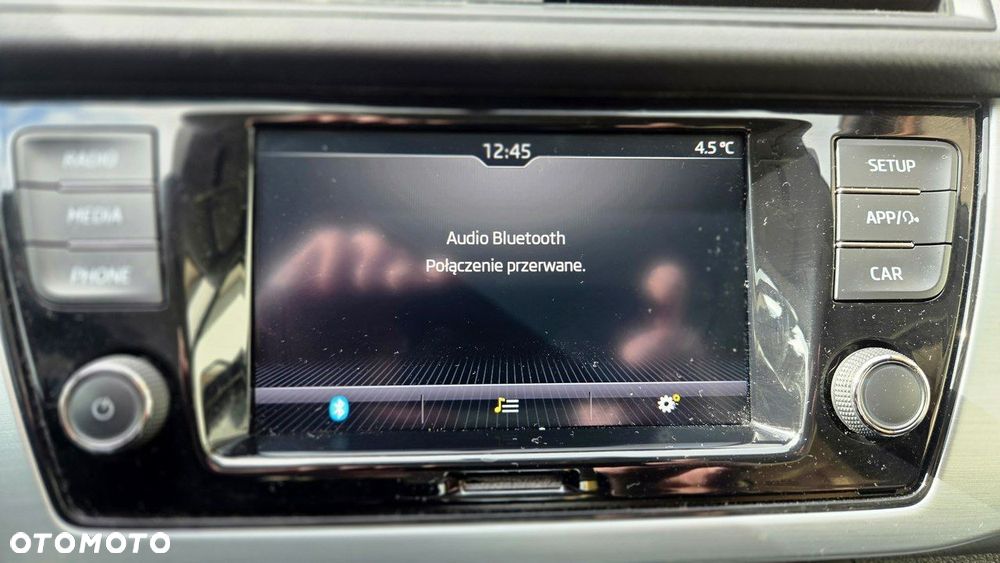 12:45
4.5 °C
RADIO
MEDIA
PHONE
Audio Bluetooth
Połączenie przerwane.
SETUP
APP/
CAR
OTOMOTO